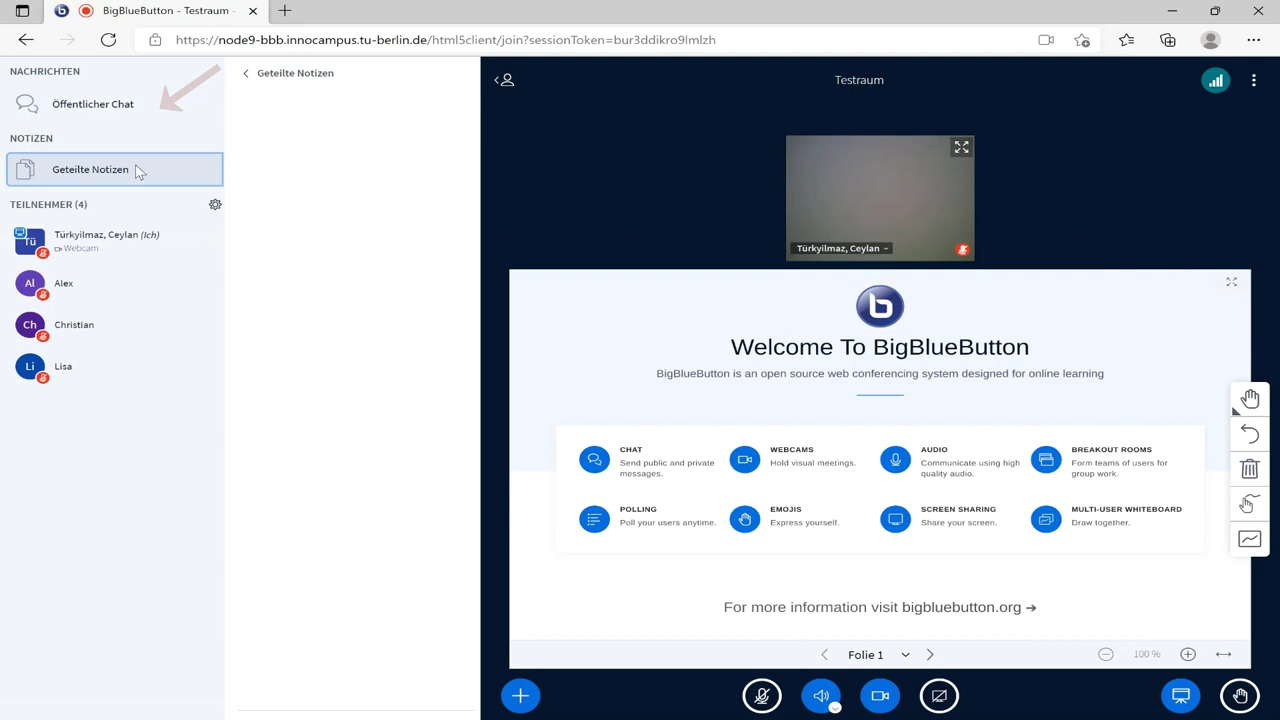 BigBlueButton - Testraum -
https://node9-bbb.innocampus.tu-berlin.de/html5client/join?sessionToken=bur3ddikro9lmlzh
NACHRICHTEN
Öffentlicher Chat
NOTIZEN
Geteilte Notizen
TEILNEHMER (4)
Tü
Türkyilmaz, Ceylan (Ich)
Webcam
Al
Alex
Ch
Christian
Li
Lisa
Geteilte Notizen
Testraum
Türkyilmaz, Ceylan
Welcome To BigBlueButton
BigBlueButton is an open source web conferencing system designed for online learning
CHAT
Send public and private
messages.
WEBCAMS
Hold visual meetings.
AUDIO
Communicate using high
quality audio.
BREAKOUT ROOMS
Form teams of users for
group work.
POLLING
Poll your users anytime.
EMOJIS
Express yourself.
SCREEN SHARING
Share your screen.
MULTI-USER WHITEBOARD
Draw together.
For more information visit bigbluebutton.org →
Folie 1
100 %